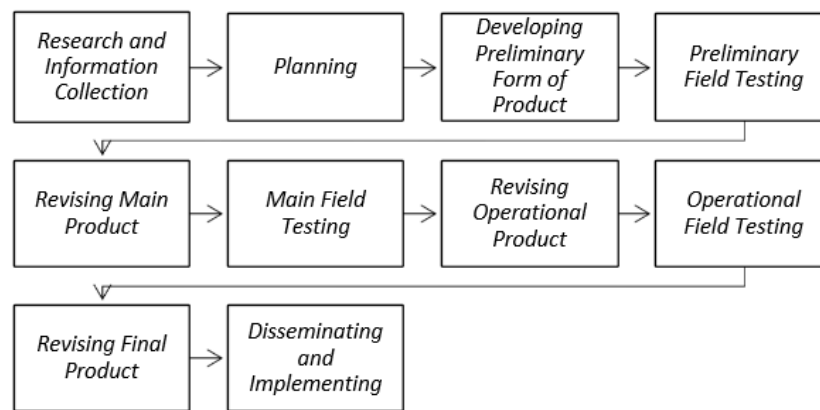 Research and
Information
Collection
Planning
Developing
Preliminary
Form of
Product
Preliminary
Field Testing
Revising Main
Product
Main Field
Testing
Revising
Operational
Product
Operational
Field Testing
Revising Final
Product
Disseminating
and
Implementing